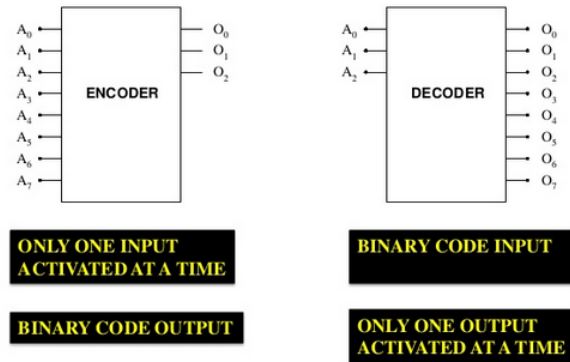 A₀
A₁
A₂
A₃
A₄
A₅
A₆
A₇
ENCODER
O₀
O₁
O₂
A₀
A₁
A₂
DECODER
O₀
O₁
O₂
O₃
O₄
O₅
O₆
O₇
ONLY ONE INPUT
ACTIVATED AT A TIME
BINARY CODE OUTPUT
BINARY CODE INPUT
ONLY ONE OUTPUT
ACTIVATED AT A TIME